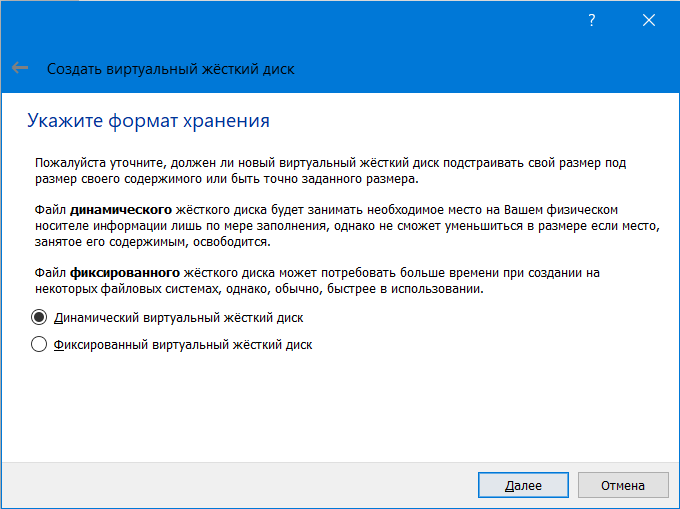 ?
Создать виртуальный жёсткий диск
Укажите формат хранения
Пожалуйста уточните, должен ли новый виртуальный жёсткий диск подстраивать свой размер под
размер своего содержимого или быть точно заданного размера.
Файл динамического жёсткого диска будет занимать необходимое место на Вашем физическом
носителе информации лишь по мере заполнения, однако не сможет уменьшиться в размере если место,
занятое его содержимым, освободится.
Файл фиксированного жёсткого диска может потребовать больше времени при создании на
некоторых файловых системах, однако, обычно, быстрее в использовании.
Динамический виртуальный жёсткий диск
Фиксированный виртуальный жёсткий диск
Далее Отмена